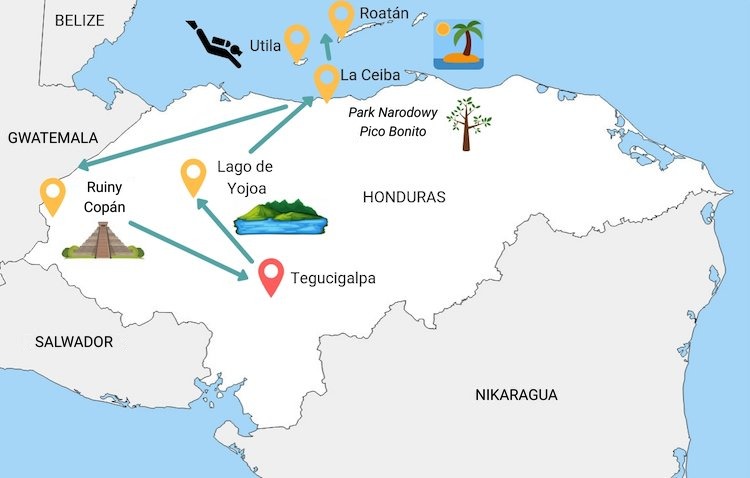 BELIZE
Roatán
Utila
La Ceiba
Park Narodowy
Pico Bonito
GWATEMALA
Lago de
Yojoa
Ruiny
Copán
HONDURAS
Tegucigalpa
SALWADOR
NIKARAGUA